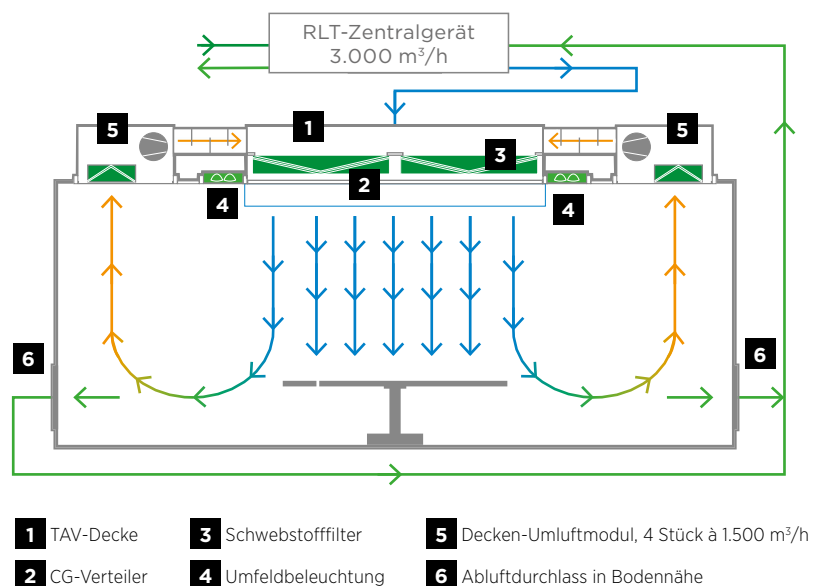 RLT-Zentralgerät
3.000 m³/h
5
1
5
3
2
4
4
6
6
1 TAV-Decke
3 Schwebstofffilter
5 Decken-Umluftmodul, 4 Stück à 1.500 m³/h
2 CG-Verteiler
4 Umfeldbeleuchtung
6 Abluftdurchlass in Bodennähe